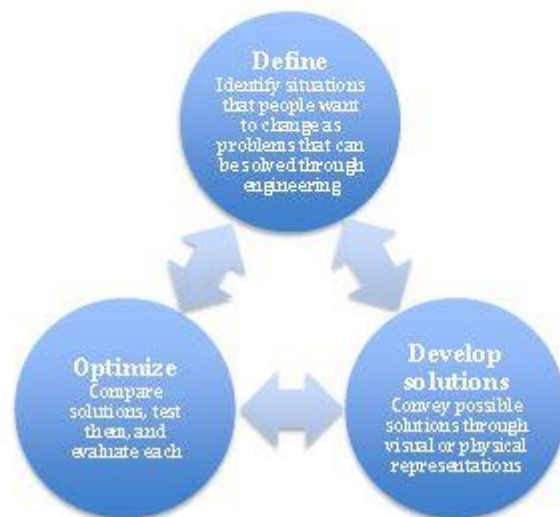 Define
Identify situations
that people want
to change as
problems that can
be solved through
engineering
Optimize
Compare
solutions, test
them, and
evaluate each
Develop
solutions
Convey possible
solutions through
visual or physical
representations